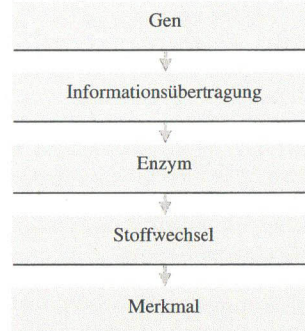 Gen
Informationsübertragung
Enzym
Stoffwechsel
Merkmal